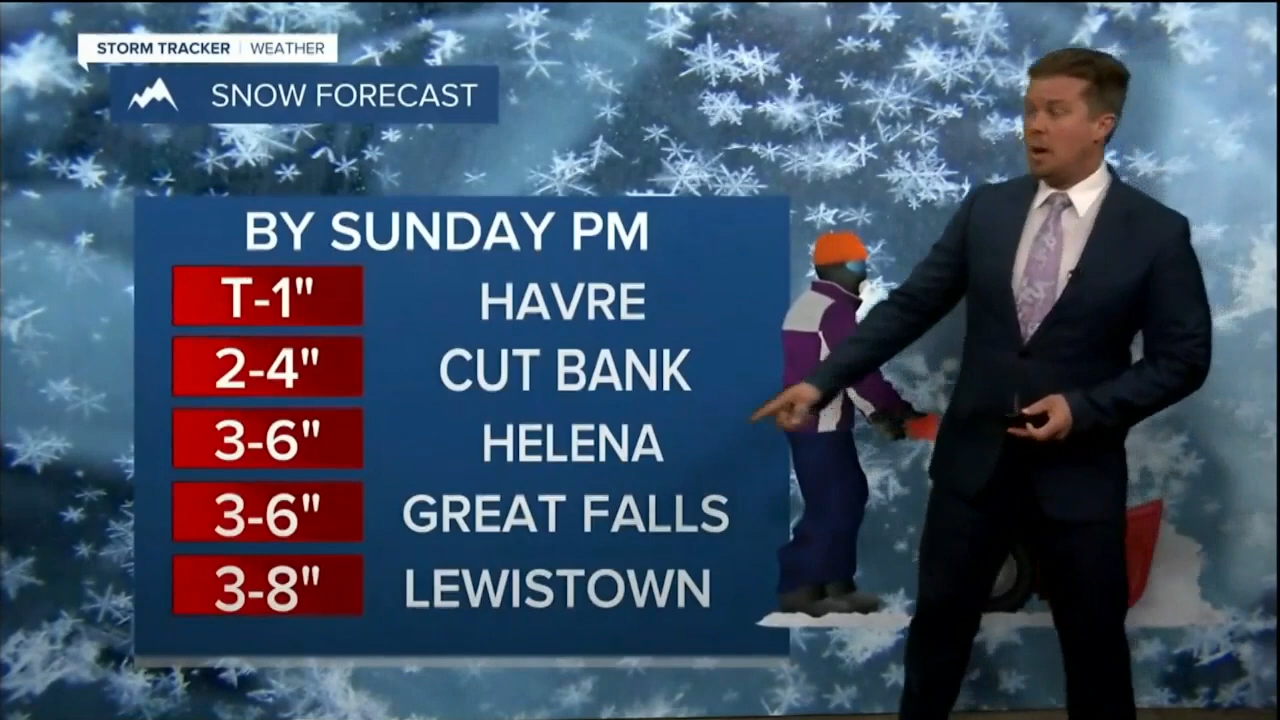 STORM TRACKER | WEATHER
SNOW FORECAST
BY SUNDAY PM
T-1" HAVRE
2-4" CUT BANK
3-6" HELENA
3-6" GREAT FALLS
3-8" LEWISTOWN